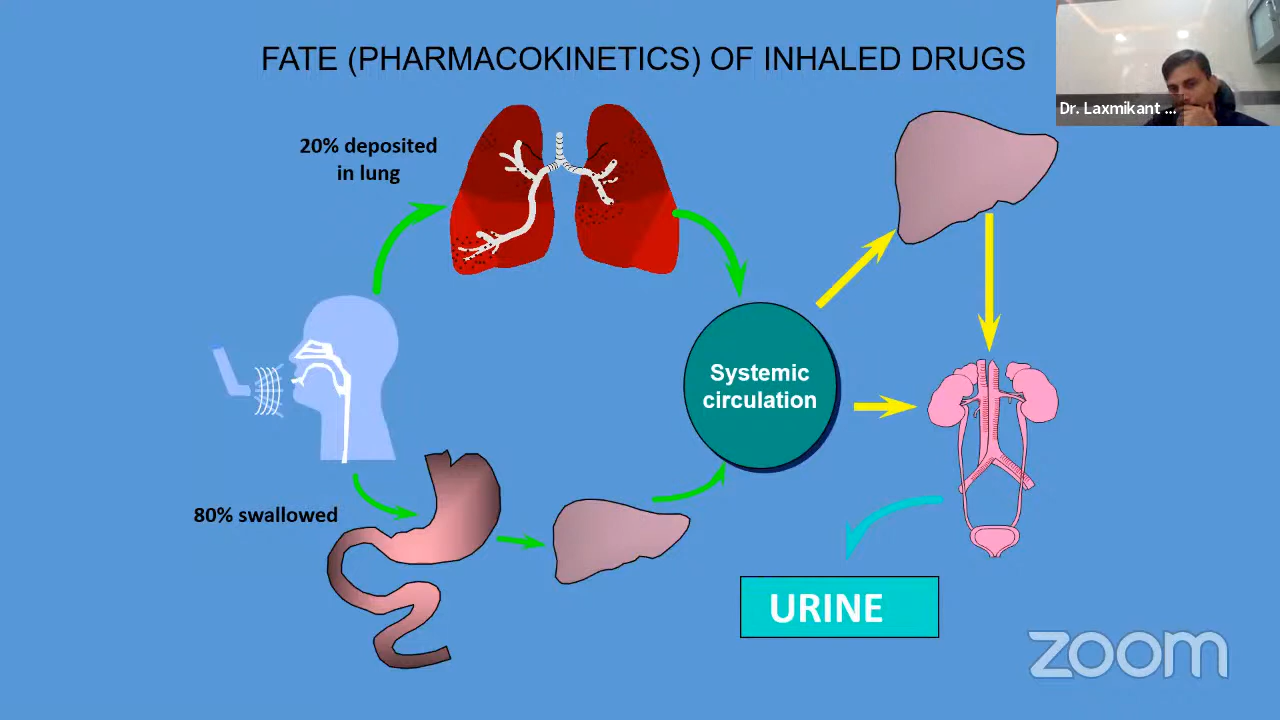 FATE (PHARMACOKINETICS) OF INHALED DRUGS
Dr. Laxmikant ...
20% deposited
in lung
Systemic
circulation
80% swallowed
URINE
zoom